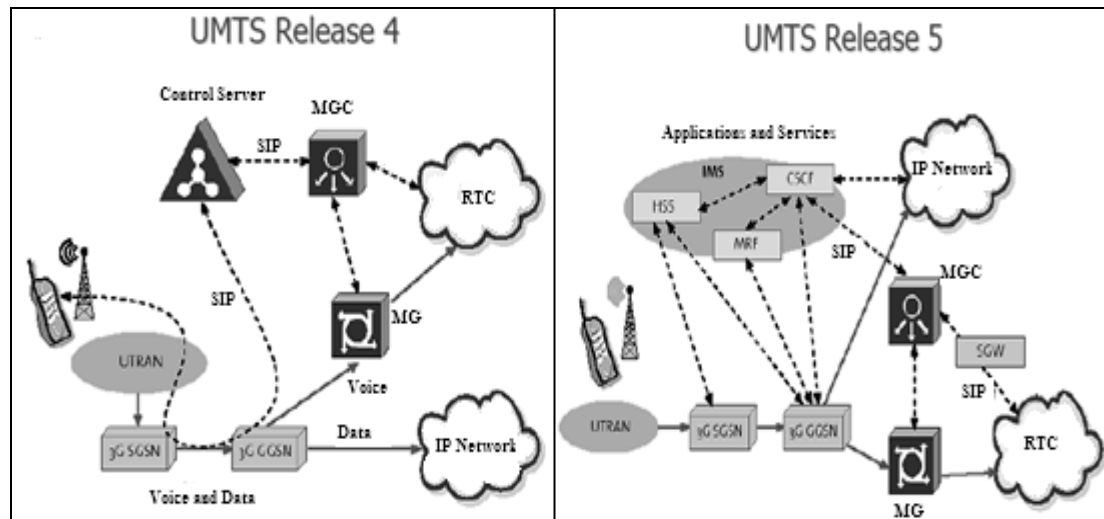 UMTS Release 4
Control Server
MGC
SIP
RTC
SIP
MG
UTRAN
Voice
3G SGSN
3G GGSN
Data
IP Network
Voice and Data
UMTS Release 5
Applications and Services
IP Network
IMS
CSCF
HSS
MRF
SIP
MGC
SGW
SIP
UTRAN
3G SGSN
3G GGSN
RTC
MG